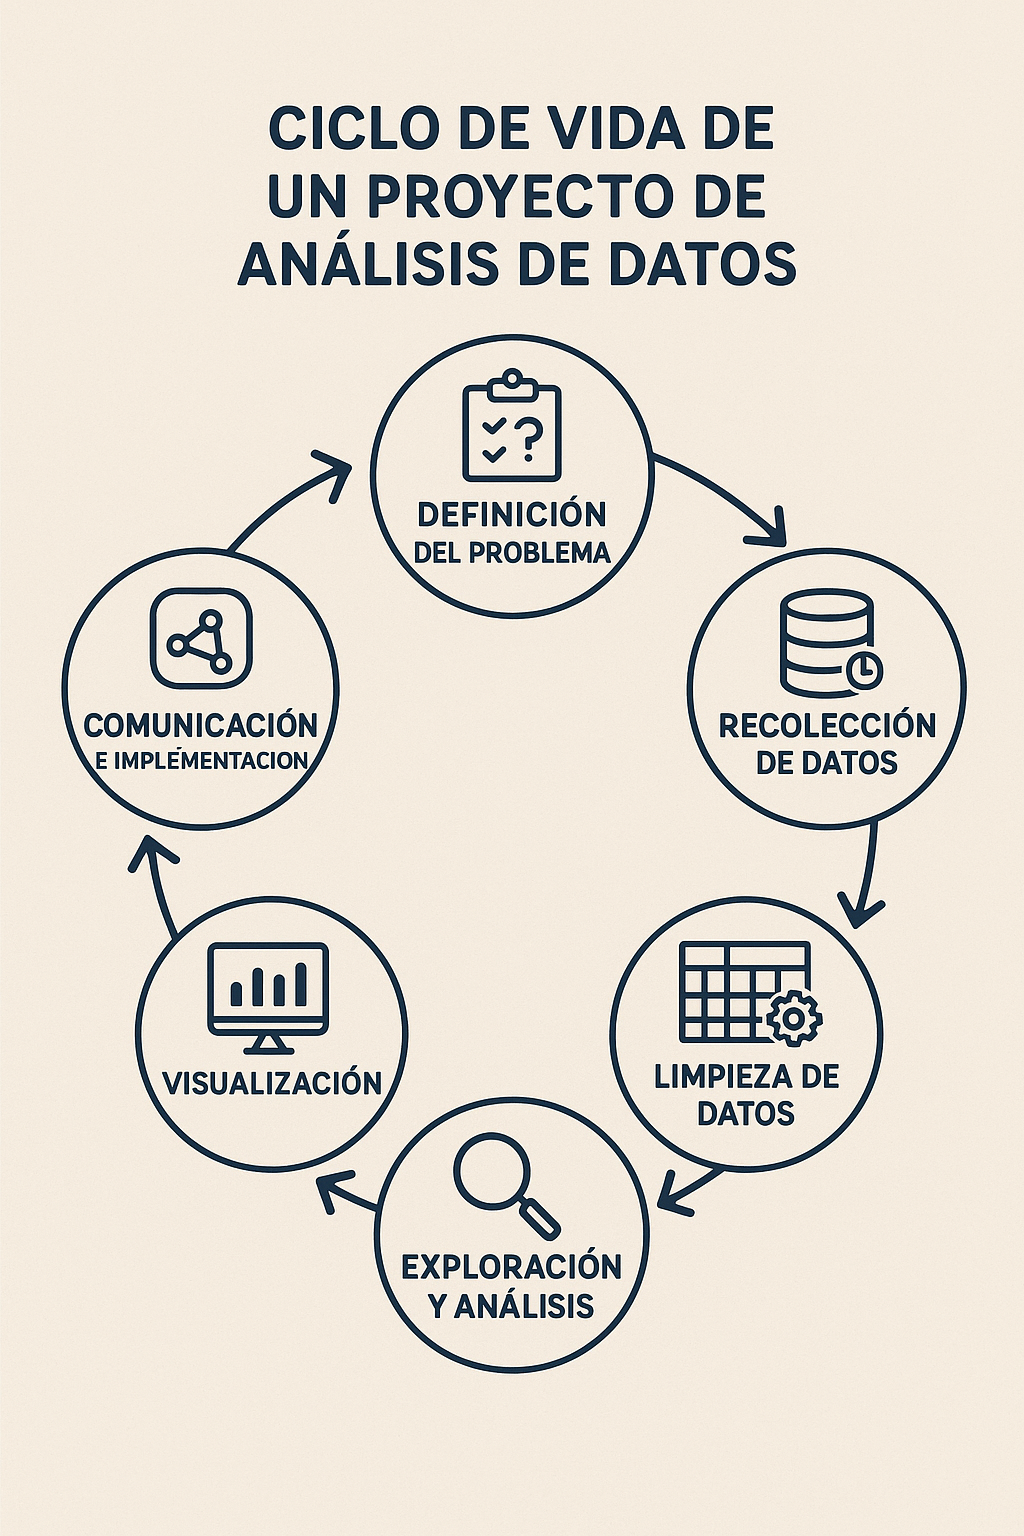 CICLO DE VIDA DE
UN PROYECTO DE
ANÁLISIS DE DATOS
DEFINICIÓN
DEL PROBLEMA
RECOLECCIÓN
DE DATOS
LIMPIEZA DE
DATOS
EXPLORACIÓN
Y ANÁLISIS
VISUALIZACIÓN
COMUNICACIÓN
E IMPLÉMENTACION